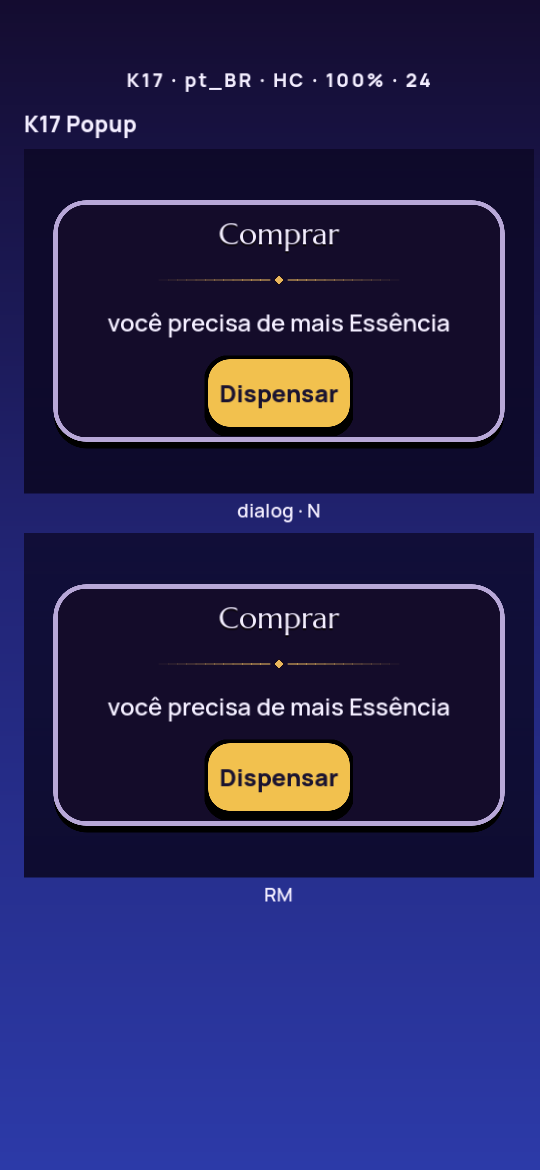 K17 · pt_BR · HC · 100% · 24
K17 Popup
Comprar
você precisa de mais Essência
Dispensar
dialog · N
Comprar
você precisa de mais Essência
Dispensar
RM